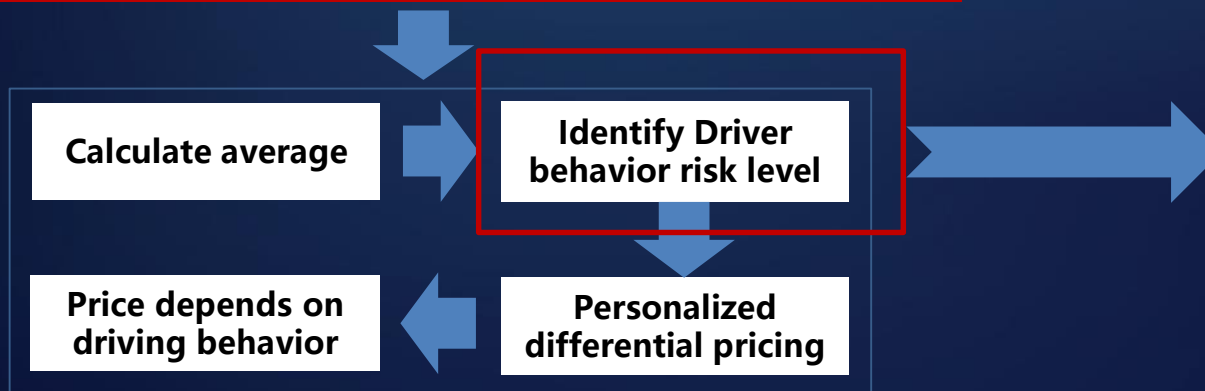 Calculate average
Identify Driver
behavior risk level
Price depends on
driving behavior
Personalized
differential pricing